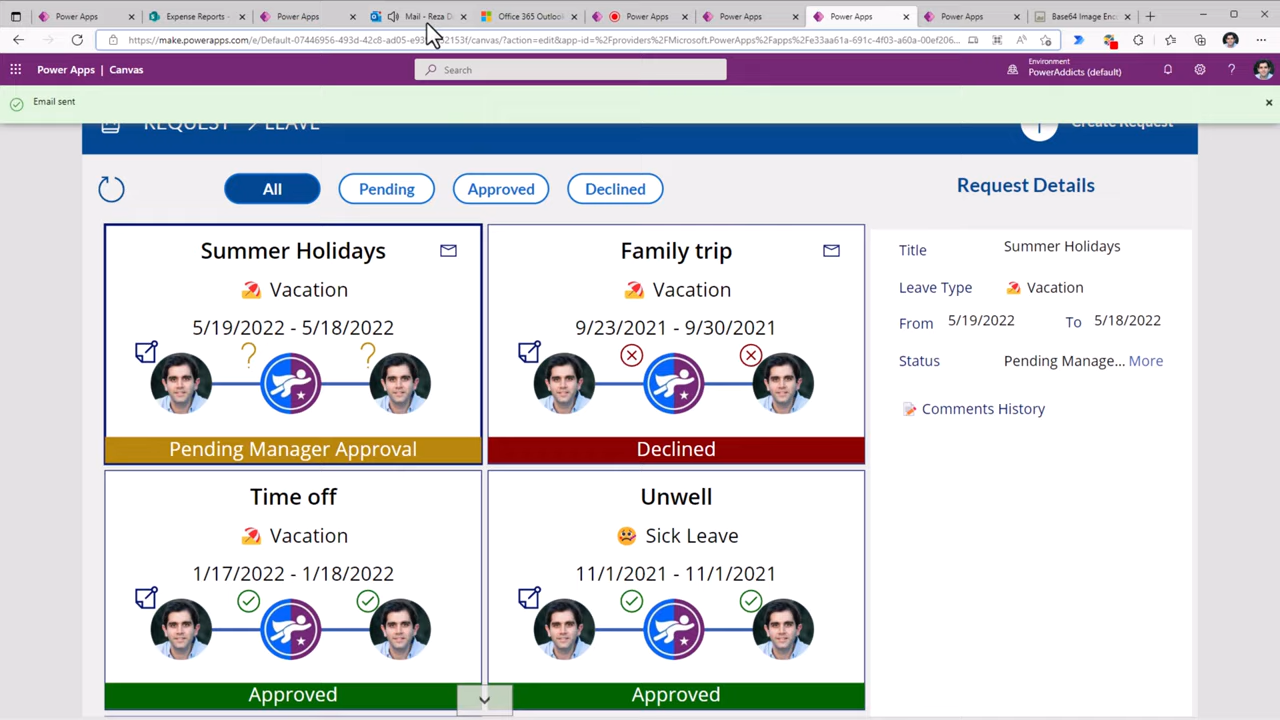 Power Apps
Expense Reports -
Power Apps
Mail - Reza D
Office 365 Outlook
Power Apps
Power Apps
Power Apps
Power Apps
Base64 Image Enc
Power Apps | Canvas
Search
Environment
PowerAddicts (default)
Email sent
REQUEST LEAVE
Create Request
All
Pending
Approved
Declined
Request Details
Summer Holidays
Vacation
5/19/2022 - 5/18/2022
Pending Manager Approval
Family trip
Vacation
9/23/2021 - 9/30/2021
Declined
Title Summer Holidays
Leave Type Vacation
From 5/19/2022 To 5/18/2022
Status Pending Manage... More
Comments History
Time off
Vacation
1/17/2022 - 1/18/2022
Approved
Unwell
Sick Leave
11/1/2021 - 11/1/2021
Approved